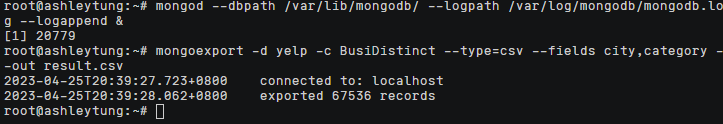 root@ashleytung:~# mongod --dbpath /var/lib/mongodb/ --logpath /var/log/mongodb/mongodb.lo
g --logappend &
[1] 20779
root@ashleytung:~# mongoexport -d yelp -c BusiDistinct --type=csv --fields city,category -
-out result.csv
2023-04-25T20:39:27.723+0800    connected to: localhost
2023-04-25T20:39:28.062+0800    exported 67536 records
root@ashleytung:~#